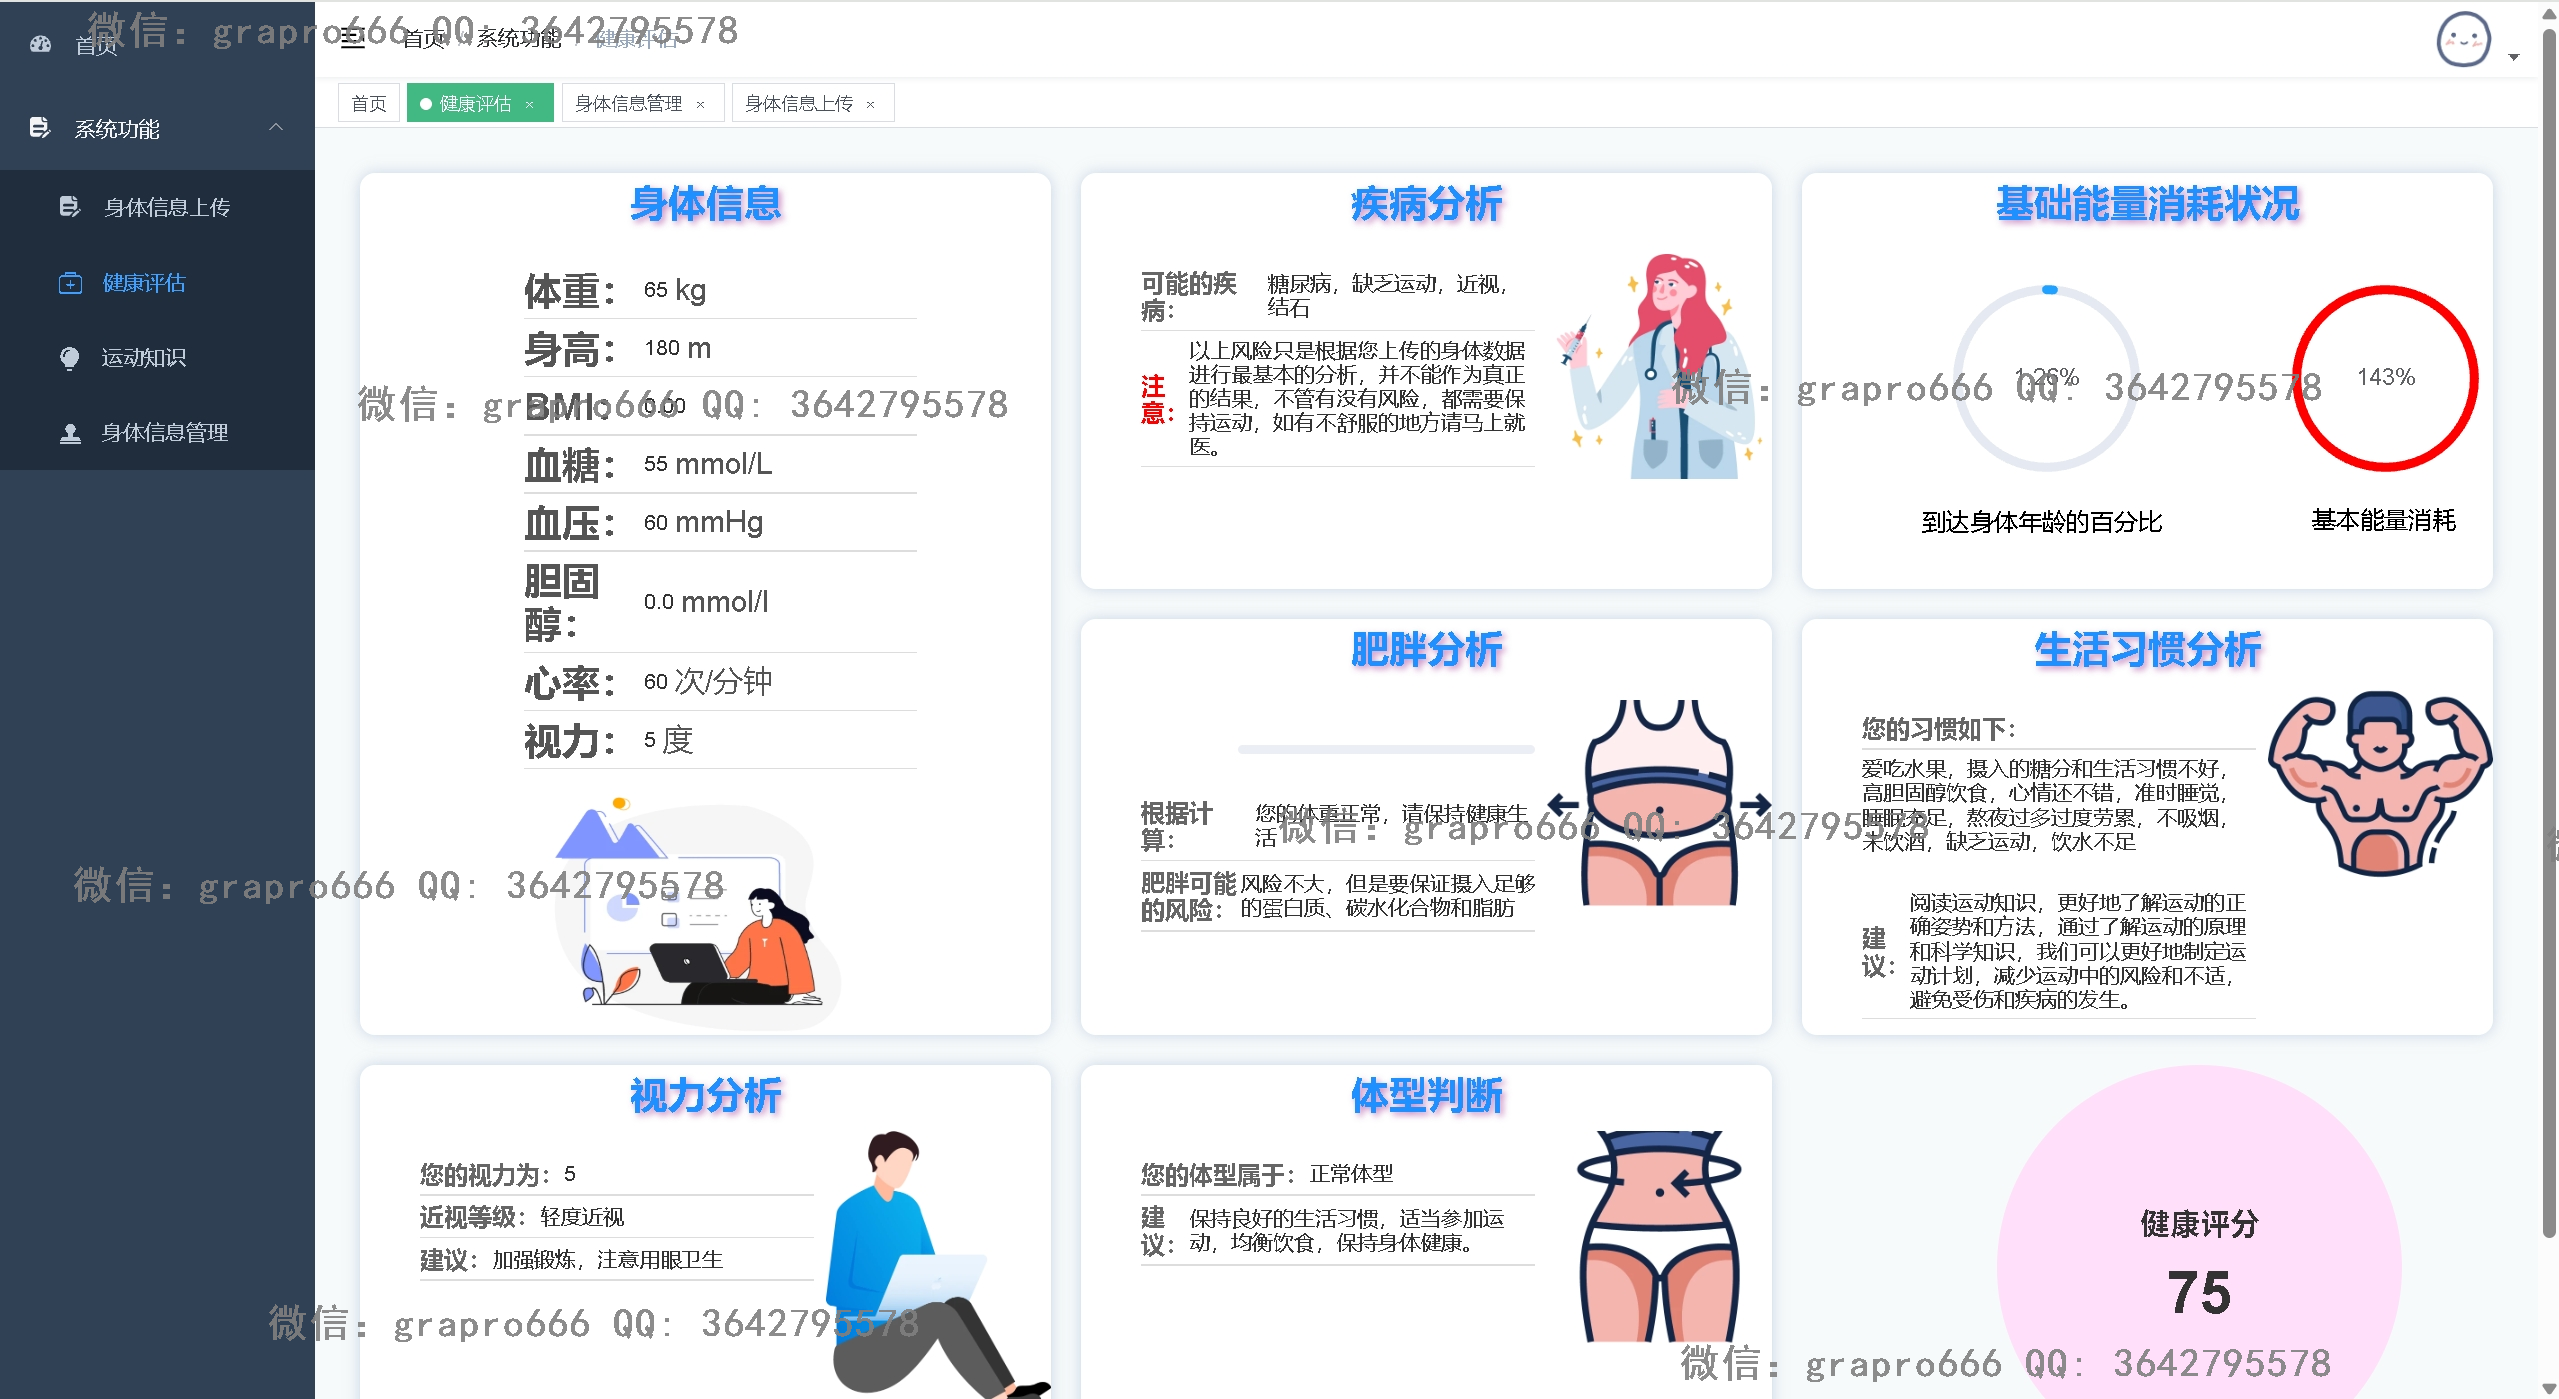 微信：grapro666 QQ: 3642795578
首页
首页 系统功能 健康评估
首页
健康评估 ×
身体信息管理 ×
身体信息上传 ×
系统功能
身体信息上传
健康评估
运动知识
身体信息管理
身体信息
体重： 65 kg
身高： 180 m
BMI: 0.00
微信：grapro666 QQ: 3642795578
血糖： 55 mmol/L
血压： 60 mmHg
胆固
醇： 0.0 mmol/l
心率： 60 次/分钟
视力： 5 度
微信：grapro666 QQ: 3642795578
疾病分析
可能的疾
病：
糖尿病，缺乏运动，近视，
结石
注
意：
以上风险只是根据您上传的身体数据
进行最基本的分析，并不能作为真正
的结果，不管有没有风险，都需要保
持运动，如有不舒服的地方请马上就
医。
基础能量消耗状况
1.26%
143%
微信：grapro666 QQ: 3642795578
到达身体年龄的百分比
基本能量消耗
肥胖分析
根据计
算：
您的体重正常，请保持健康生
活
微信：grapro666 QQ: 3642795578
肥胖可能
的风险：
风险不大，但是要保证摄入足够
的蛋白质、碳水化合物和脂肪
生活习惯分析
您的习惯如下：
爱吃水果，摄入的糖分和生活习惯不好，
高胆固醇饮食，心情还不错，准时睡觉，
睡眠充足，熬夜过多过度劳累，不吸烟，
未饮酒，缺乏运动，饮水不足
建
议：
阅读运动知识，更好地了解运动的正
确姿势和方法，通过了解运动的原理
和科学知识，我们可以更好地制定运
动计划，减少运动中的风险和不适，
避免受伤和疾病的发生。
视力分析
您的视力为：5
近视等级：轻度近视
建议：加强锻炼，注意用眼卫生
微信：grapro666 QQ: 3642795578
体型判断
您的体型属于：正常体型
建
议：
保持良好的生活习惯，适当参加运
动，均衡饮食，保持身体健康。
健康评分
75
微信：grapro666 QQ: 3642795578